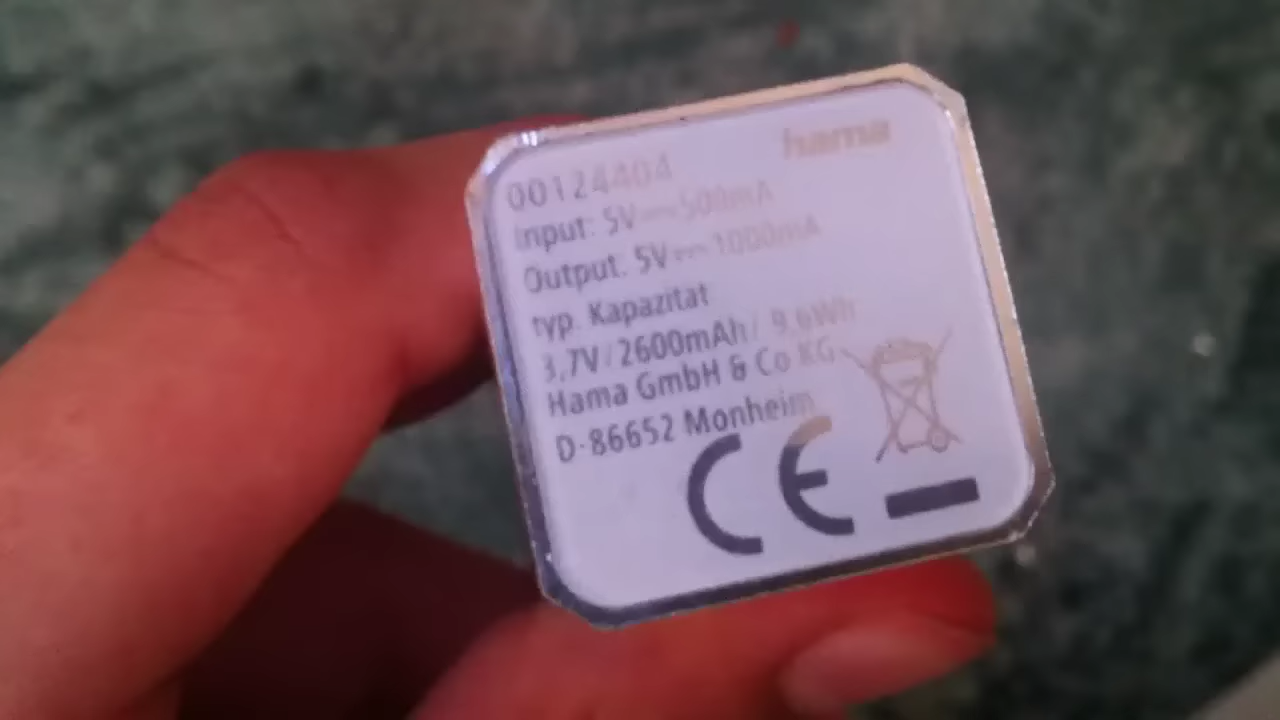 hama
00124404
Input: 5V⎓500mA
Output: 5V⎓1000mA
typ. Kapazität
3,7V/2600mAh/ 9,6Wh
Hama GmbH & Co KG
D-86652 Monheim
CE